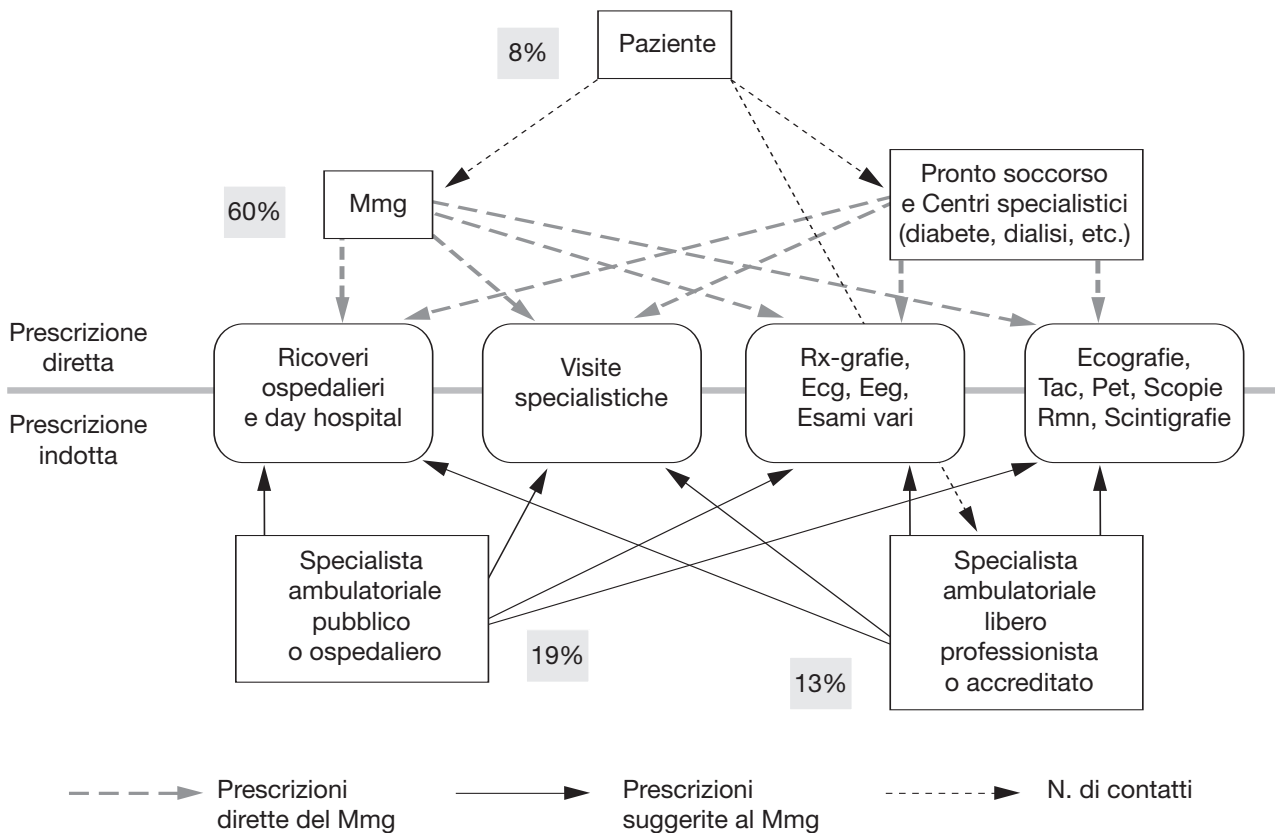 Paziente
8%
Mmg
60%
Pronto soccorso
e Centri specialistici
(diabete, dialisi, etc.)
Prescrizione
diretta
Prescrizione
indotta
Ricoveri
ospedalieri
e day hospital
Visite
specialistiche
Rx-grafie,
Ecg, Eeg,
Esami vari
Ecografie,
Tac, Pet, Scopie
Rmn, Scintigrafie
Specialista
ambulatoriale
pubblico
o ospedaliero
19%
13%
Specialista
ambulatoriale
libero
professionista
o accreditato
Prescrizioni
dirette del Mmg
Prescrizioni
suggerite al Mmg
N. di contatti